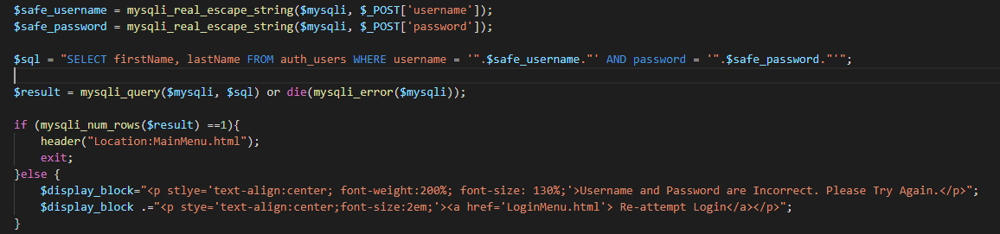 $safe_username = mysqli_real_escape_string($mysqli, $_POST['username']);
$safe_password = mysqli_real_escape_string($mysqli, $_POST['password']);
$sql = "SELECT firstName, lastName FROM auth_users WHERE username = '".$safe_username."' AND password = '".$safe_password."'";
$result = mysqli_query($mysqli, $sql) or die(mysqli_error($mysqli));
if (mysqli_num_rows($result) ==1){
header("Location:MainMenu.html");
exit;
}else {
$display_block="<p stlye='text-align:center; font-weight:200%; font-size: 130%;'>Username and Password are Incorrect. Please Try Again.</p>";
$display_block .="<p stye='text-align:center;font-size:2em;'><a href='LoginMenu.html'> Re-attempt Login</a></p>";
}